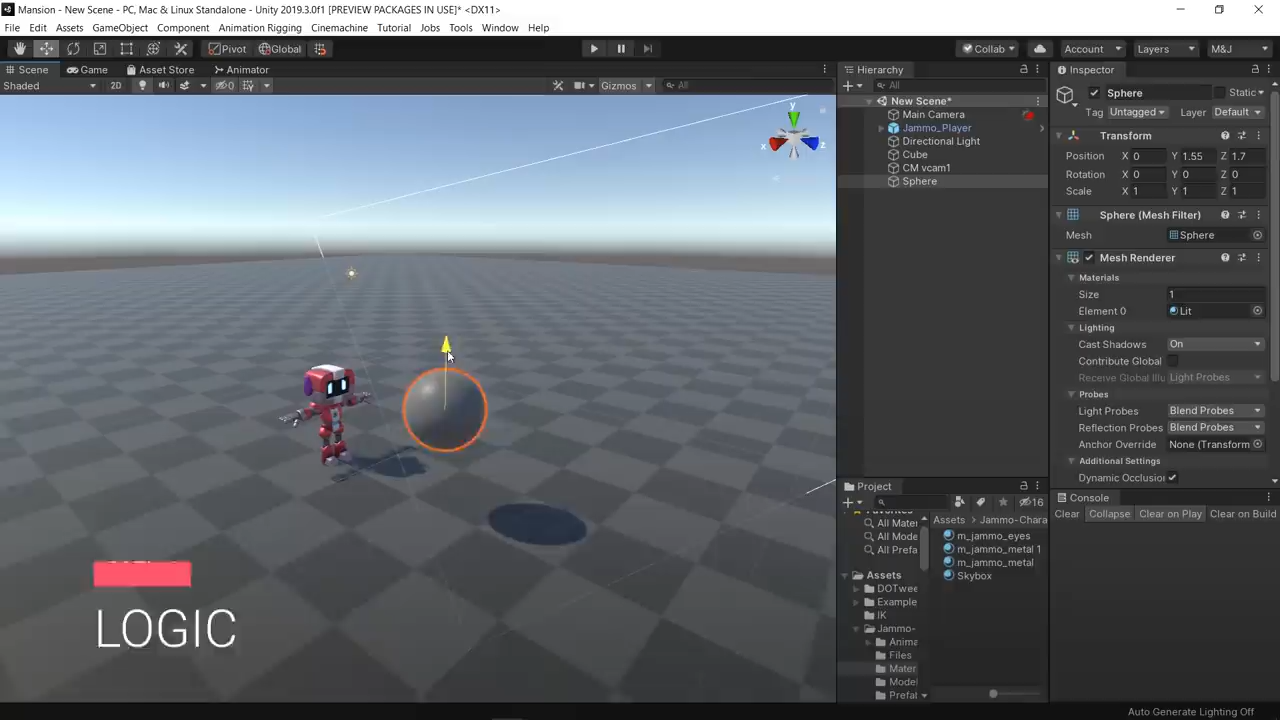 Mansion - New Scene - PC, Mac & Linux Standalone - Unity 2019.3.0f1 [PREVIEW PACKAGES IN USE]* <DX11>
File Edit Assets GameObject Component Animation Rigging Cinemachine Tutorial Jobs Tools Window Help
Pivot Global Collab Account Layers M&J
Scene Game Asset Store Animator
Shaded 2D 0 Gizmos All
x y z
LOGIC
Hierarchy
All
New Scene*
Main Camera
Jammo_Player
Directional Light
Cube
CM vcam1
Sphere
Project
16
Favorites
All Mater
All Mode
All Prefa
Assets
DOTwee
Example
IK
Jammo-
Anima
Files
Mater
Model
Prefab
Assets > Jammo-Chara
m_jammo_eyes
m_jammo_metal 1
m_jammo_metal
Skybox
Inspector
Sphere Static
Tag Untagged Layer Default
Transform
Position X 0 Y 1.55 Z 1.7
Rotation X 0 Y 0 Z 0
Scale X 1 Y 1 Z 1
Sphere (Mesh Filter)
Mesh Sphere
Mesh Renderer
Materials
Size 1
Element 0 Lit
Lighting
Cast Shadows On
Contribute Global
Receive Global Illu Light Probes
Probes
Light Probes Blend Probes
Reflection Probes Blend Probes
Anchor Override None (Transform
Additional Settings
Dynamic Occlusion
Console
Clear Collapse Clear on Play Clear on Build
Auto Generate Lighting Off